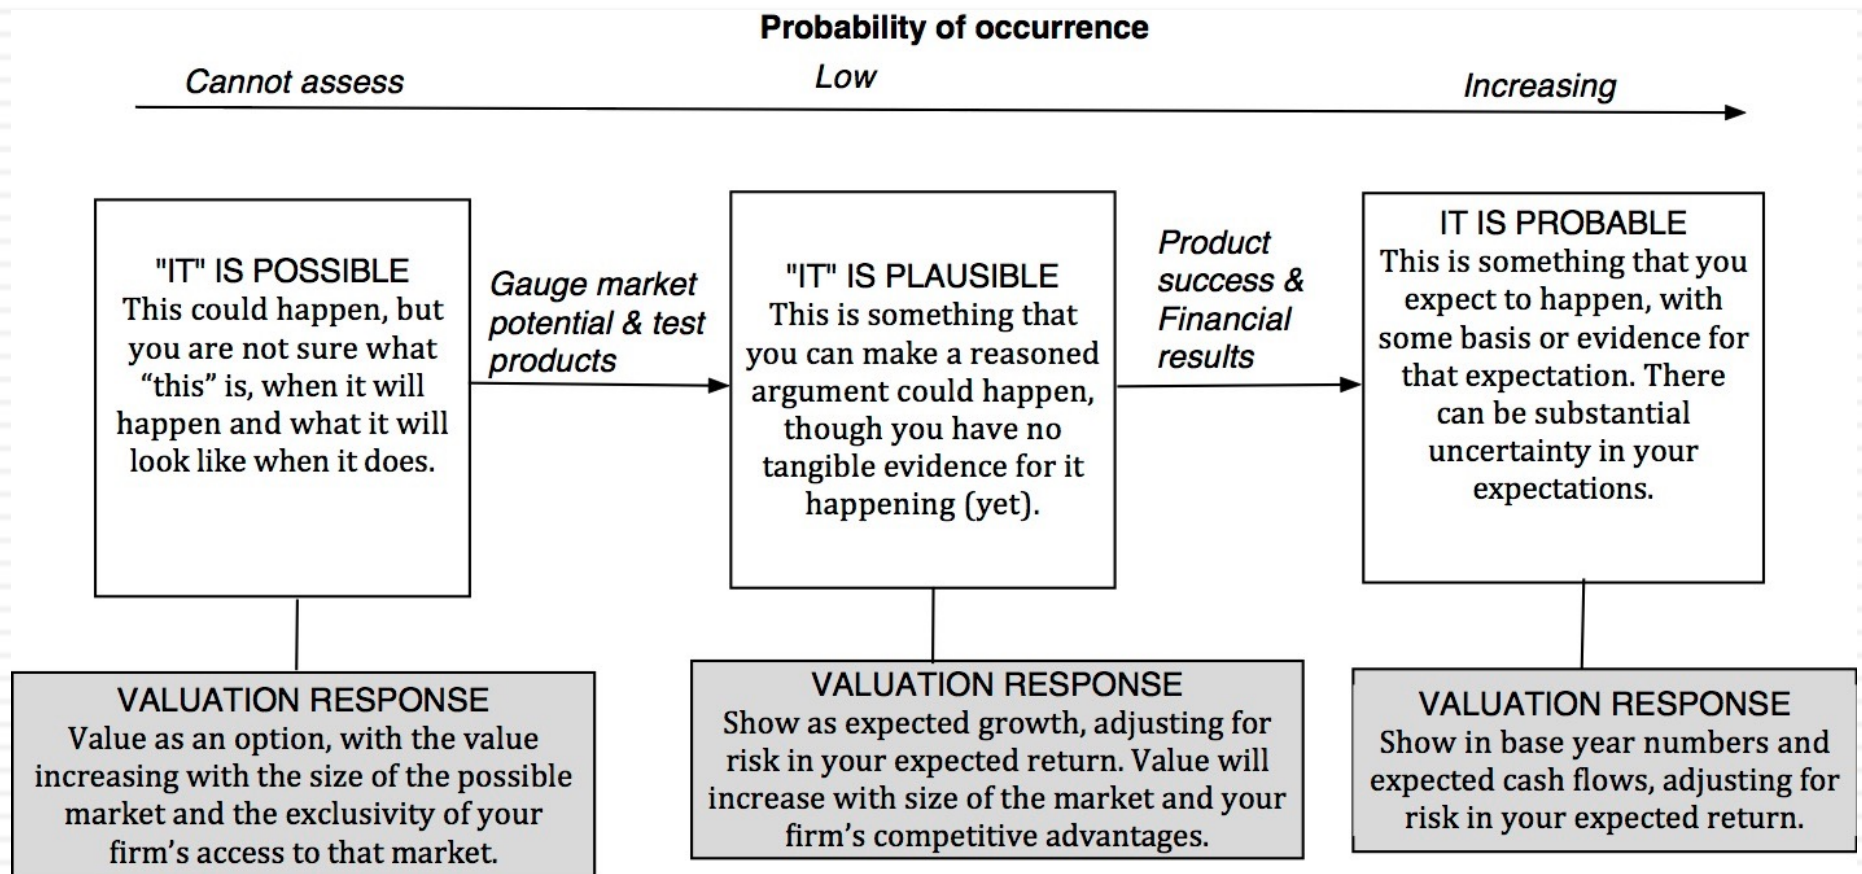 Probability of occurrence
Cannot assess
Low
Increasing
"IT" IS POSSIBLE
This could happen, but
you are not sure what
“this” is, when it will
happen and what it will
look like when it does.
Gauge market
potential & test
products
"IT" IS PLAUSIBLE
This is something that
you can make a reasoned
argument could happen,
though you have no
tangible evidence for it
happening (yet).
Product
success &
Financial
results
IT IS PROBABLE
This is something that you
expect to happen, with
some basis or evidence for
that expectation. There
can be substantial
uncertainty in your
expectations.
VALUATION RESPONSE
Value as an option, with the value
increasing with the size of the possible
market and the exclusivity of your
firm’s access to that market.
VALUATION RESPONSE
Show as expected growth, adjusting for
risk in your expected return. Value will
increase with size of the market and your
firm’s competitive advantages.
VALUATION RESPONSE
Show in base year numbers and
expected cash flows, adjusting for
risk in your expected return.